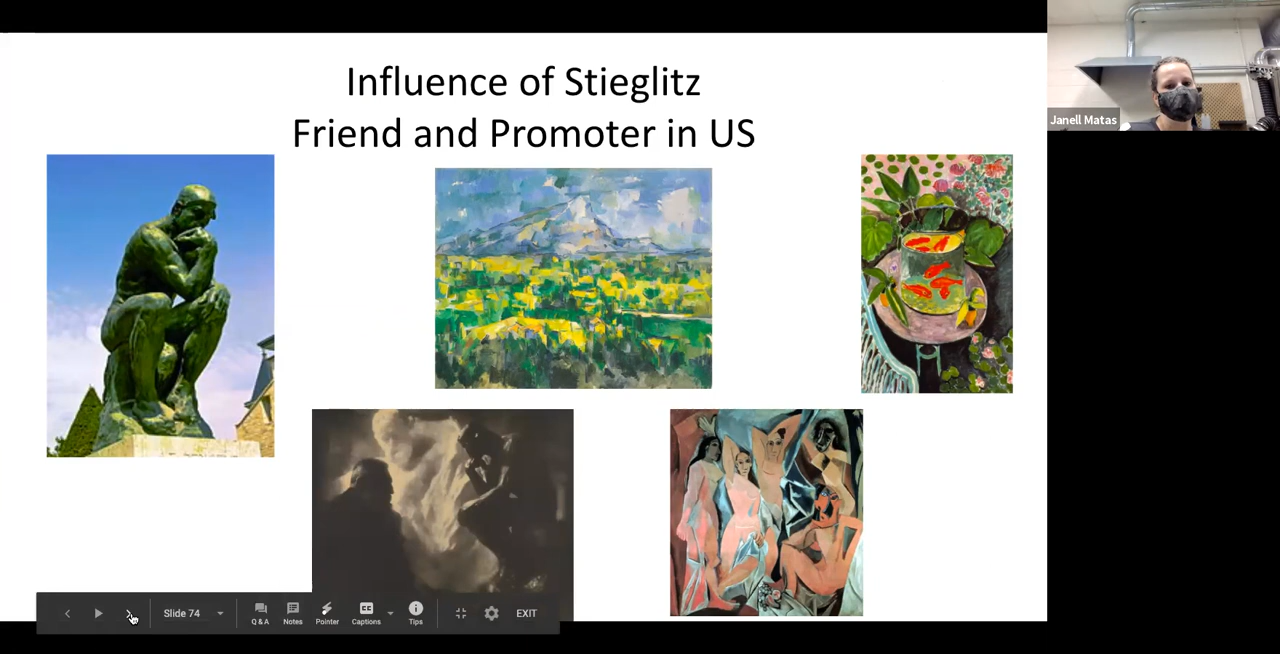 Influence of Stieglitz
Friend and Promoter in US
Janell Matas
Slide 74
Q & A
Notes
Pointer
Captions
Tips
EXIT